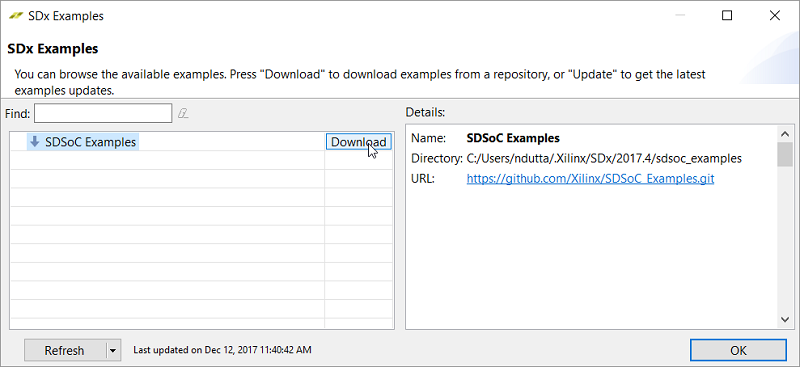 SDx Examples
SDx Examples
You can browse the available examples. Press "Download" to download examples from a repository, or "Update" to get the latest
examples updates.
Find:
SDSoC Examples Download
Details:
Name: SDSoC Examples
Directory: C:/Users/ndutta/.Xilinx/SDx/2017.4/sdsoc_examples
URL: https://github.com/Xilinx/SDSoC_Examples.git
Refresh Last updated on Dec 12, 2017 11:40:42 AM
OK